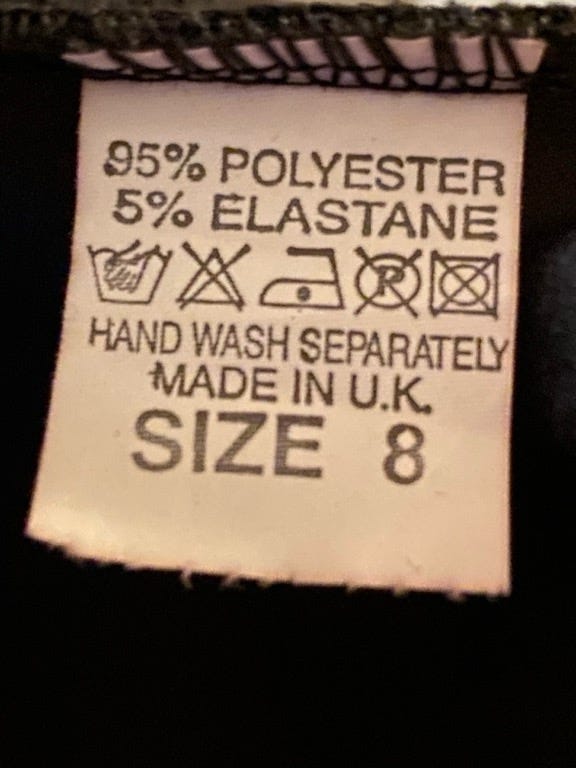 95% POLYESTER
5% ELASTANE
P
HAND WASH SEPARATELY
MADE IN U.K.
SIZE 8